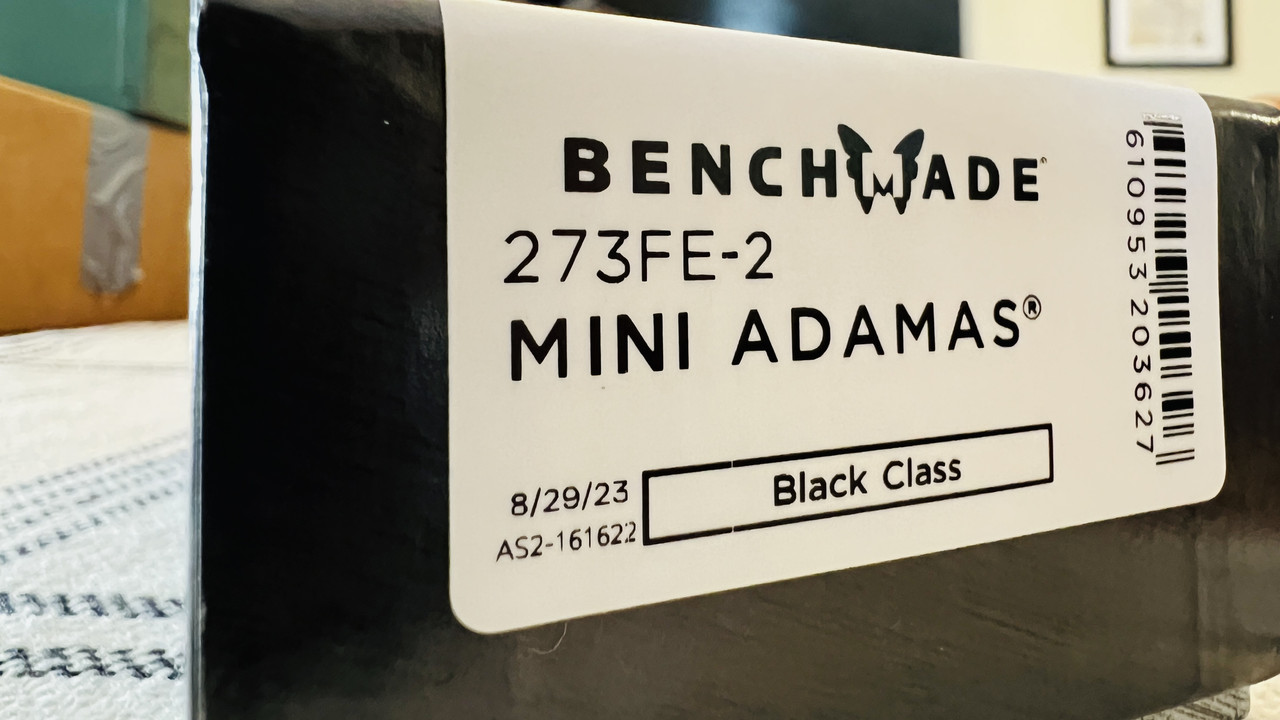 BENCHMADE®
273FE-2
MINI ADAMAS®
8/29/23
AS2-161622
Black Class
610953203627